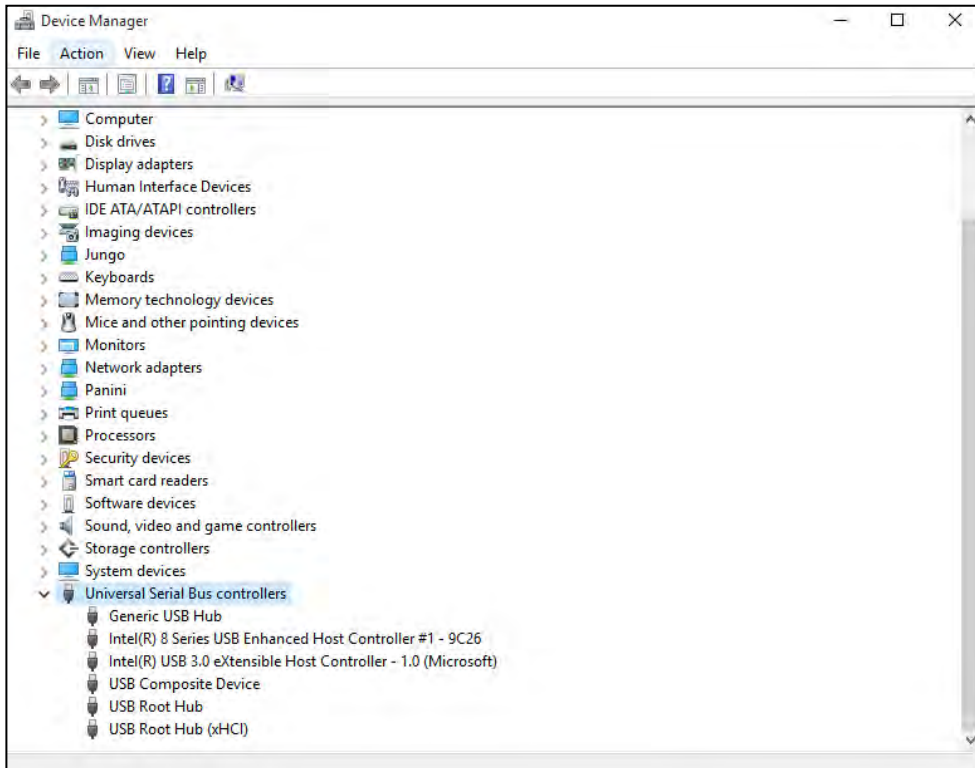 Device Manager
File Action View Help
Computer
Disk drives
Display adapters
Human Interface Devices
IDE ATA/ATAPI controllers
Imaging devices
Jungo
Keyboards
Memory technology devices
Mice and other pointing devices
Monitors
Network adapters
Panini
Print queues
Processors
Security devices
Smart card readers
Software devices
Sound, video and game controllers
Storage controllers
System devices
Universal Serial Bus controllers
Generic USB Hub
Intel(R) 8 Series USB Enhanced Host Controller #1 - 9C26
Intel(R) USB 3.0 eXtensible Host Controller - 1.0 (Microsoft)
USB Composite Device
USB Root Hub
USB Root Hub (xHCI)